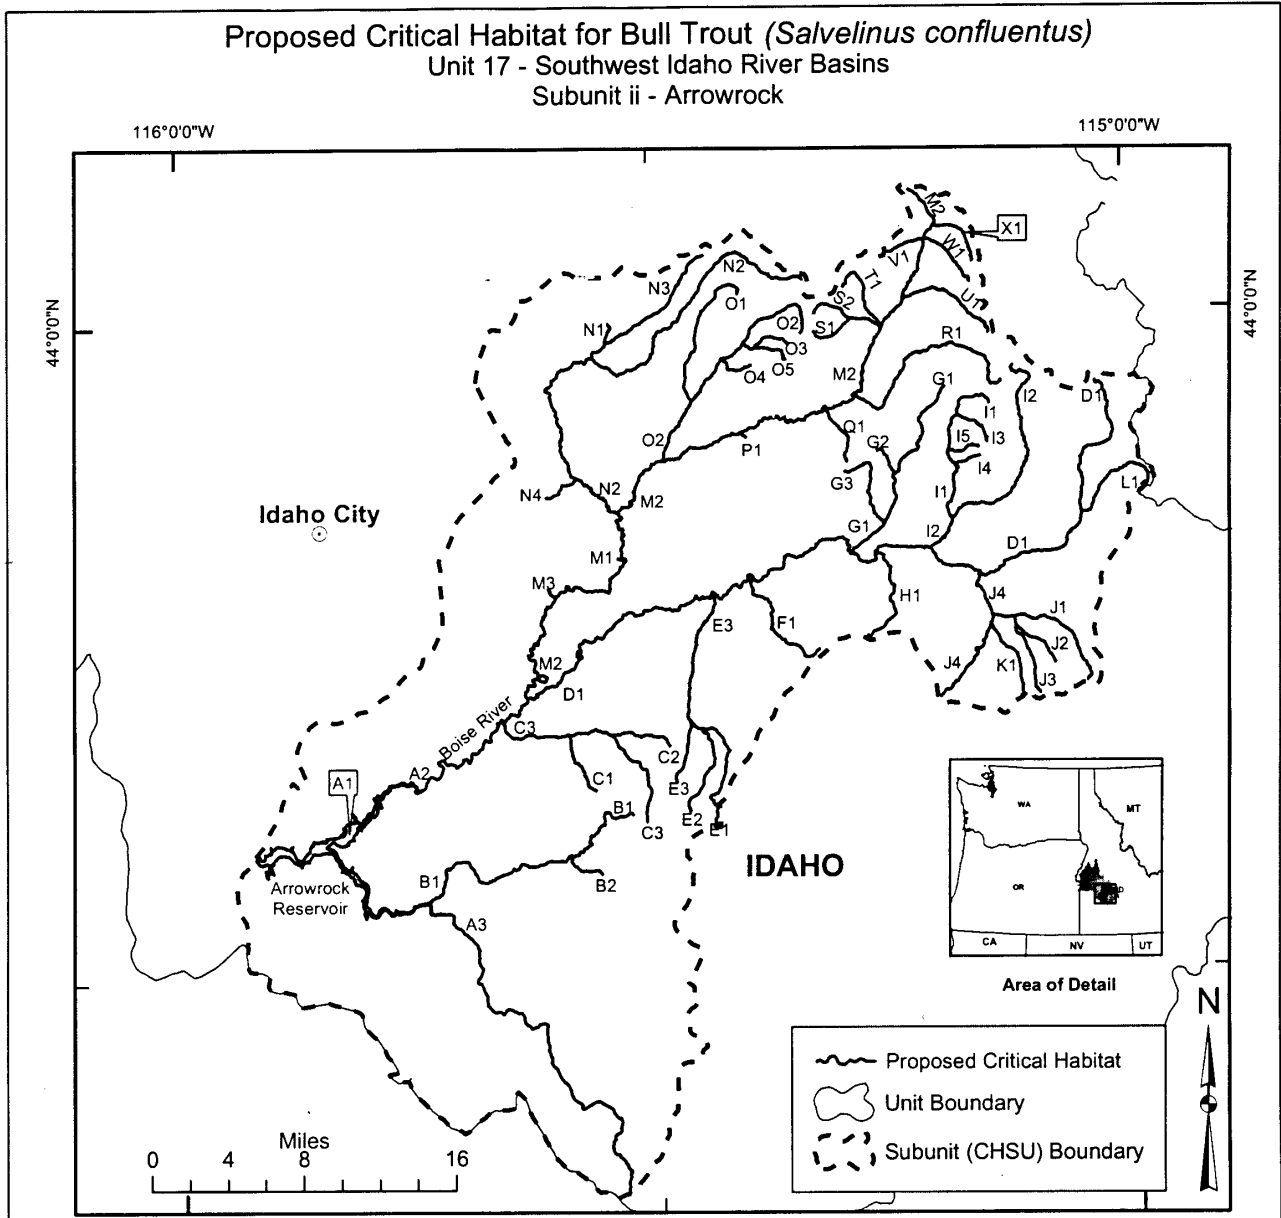 Proposed Critical Habitat for Bull Trout (Salvelinus confluentus)
Unit 17 - Southwest Idaho River Basins
Subunit ii - Arrowrock
116°0'0"W
115°0'0"W
M2
X1
W1
V1
N2
T1
N3
44°0'0"N
44°0'0"N
S2
O1
U1
N1
O2
S1
R1
O3
O5
O4
M2
G1
I2
D1
I1
Q1
O2
G2
I5
I3
P1
I4
G3
L1
N4
N2
M2
I1
Idaho City
G1
I2
D1
M1
M3
H1
J4
J1
E3
F1
J2
M2
J4
K1
J3
D1
Boise River
C3
C2
A2
A1
C1
E3
B1
E2
E1
C3
WA
MT
IDAHO
B1
B2
OR
Arrowrock
Reservoir
A3
CA
NV
UT
Area of Detail
N
Proposed Critical Habitat
Unit Boundary
Subunit (CHSU) Boundary
Miles
0 4 8 16